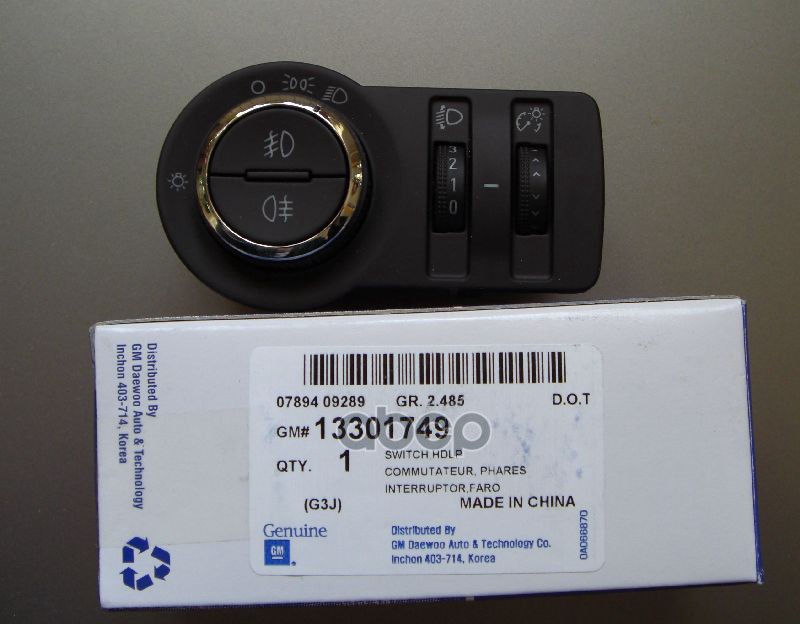 3
2
1
0
Distributed By
GM Daewoo Auto & Technology
Inchon 403-714, Korea
07894 09289 GR. 2.485 D.O.T
GM# 13301749
QTY. 1 SWITCH HDLP
COMMUTATEUR, PHARES
INTERRUPTOR,FARO
(G3J) MADE IN CHINA
Genuine
GM
Distributed By
GM Daewoo Auto & Technology Co.
Inchon 403-714, Korea
abcp